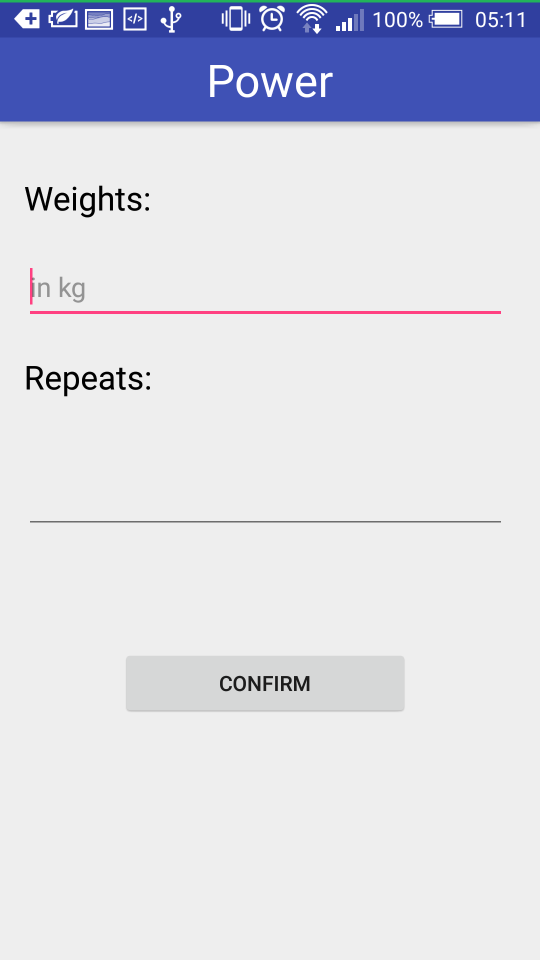 100% 05:11
Power
Weights:
in kg
Repeats:
CONFIRM